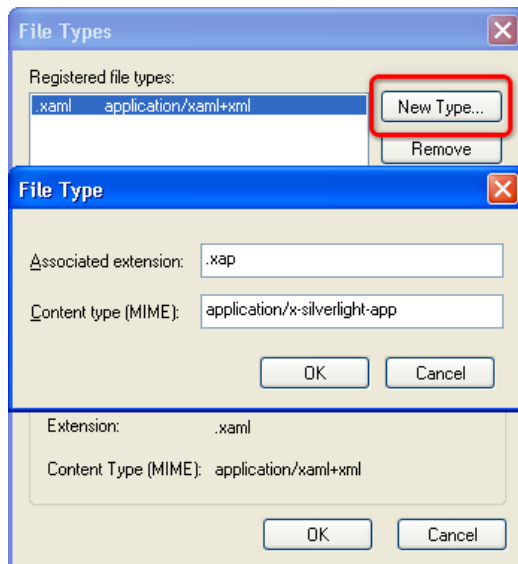 File Types
Registered file types:
.xaml application/xaml+xml
New Type...
Remove
File Type
Associated extension: .xap
Content type (MIME): application/x-silverlight-app
OK Cancel
Extension: .xaml
Content Type (MIME): application/xaml+xml
OK Cancel